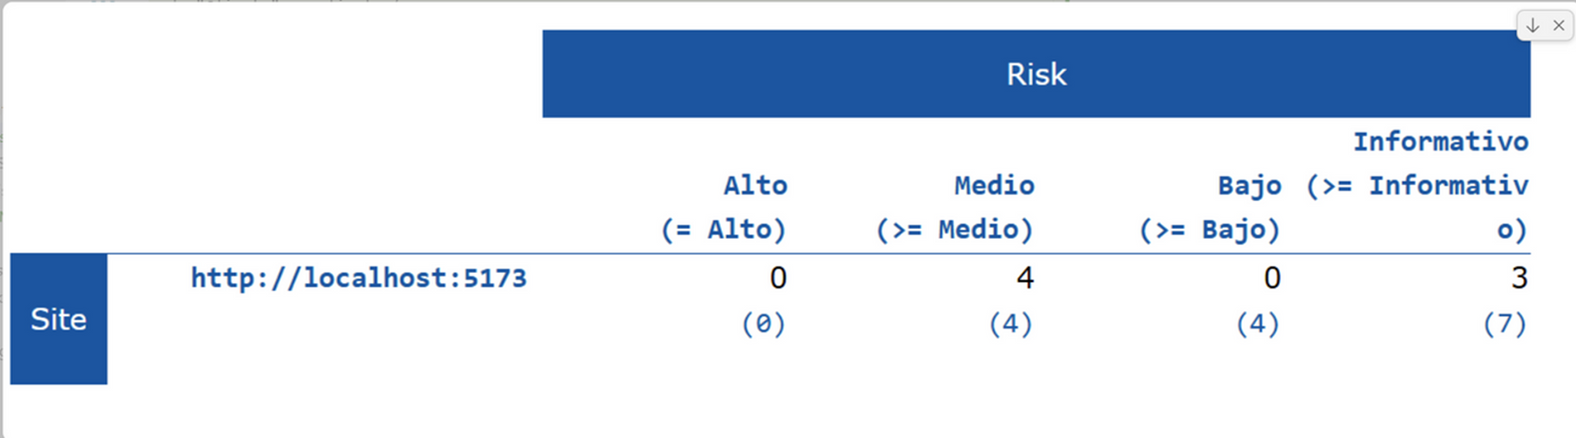 Risk
Informativo
Alto Medio Bajo (>= Informativ
(= Alto) (>= Medio) (>= Bajo) o)
http://localhost:5173 0 4 0 3
Site
(0) (4) (4) (7)